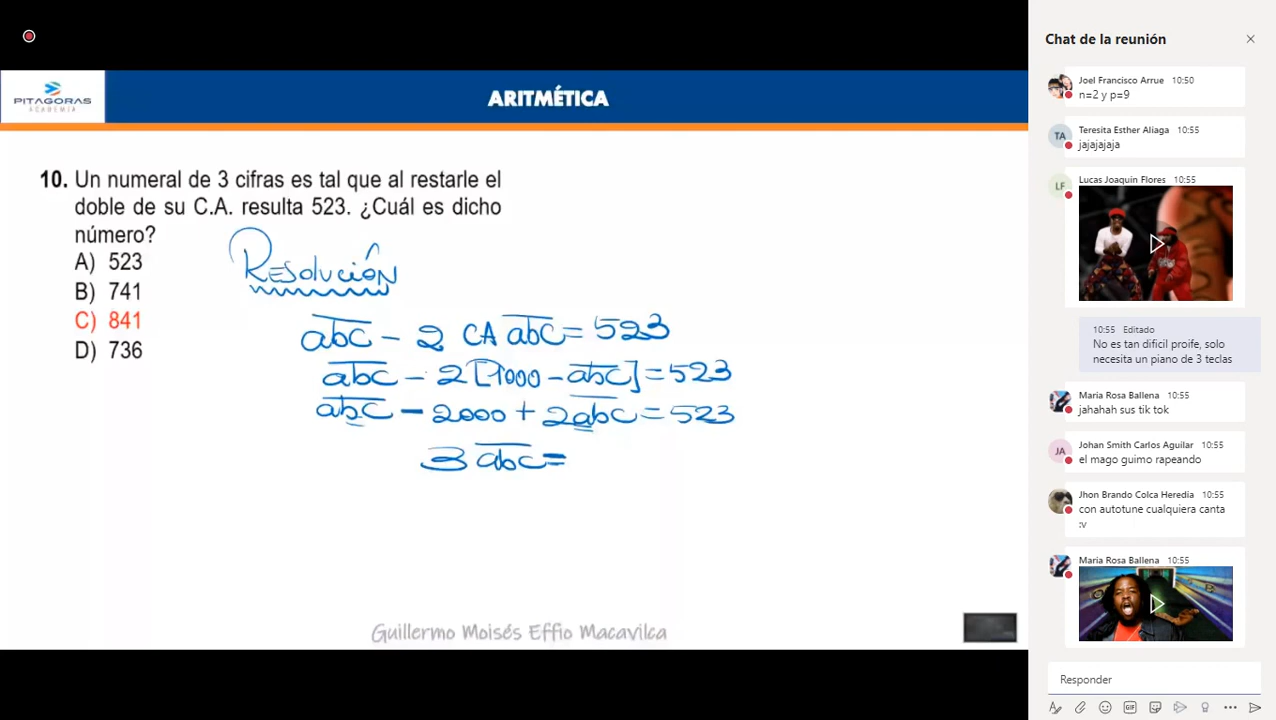 PITAGORAS
ACADEMIA
ARITMÉTICA
10. Un numeral de 3 cifras es tal que al restarle el
doble de su C.A. resulta 523. ¿Cuál es dicho
número?
A) 523
B) 741
C) 841
D) 736
Resolución
abc - 2 CA abc = 523
abc - 2[1000 - abc] = 523
abc - 2000 + 2abc = 523
3 abc =
Guillermo Moisés Effio Macavilca
Chat de la reunión
Joel Francisco Arrue 10:50
n=2 y p=9
TA
Teresita Esther Aliaga 10:55
jajajajaja
LF
Lucas Joaquín Flores 10:55
10:55 Editado
No es tan dificil proife, solo
necesita un piano de 3 teclas
Maria Rosa Ballena 10:55
jahahah sus tik tok
JA
Johan Smith Carlos Aguilar 10:55
el mago guimo rapeando
Jhon Brando Colca Heredia 10:55
con autotune cualquiera canta
:v
Maria Rosa Ballena 10:55
Responder
GIF